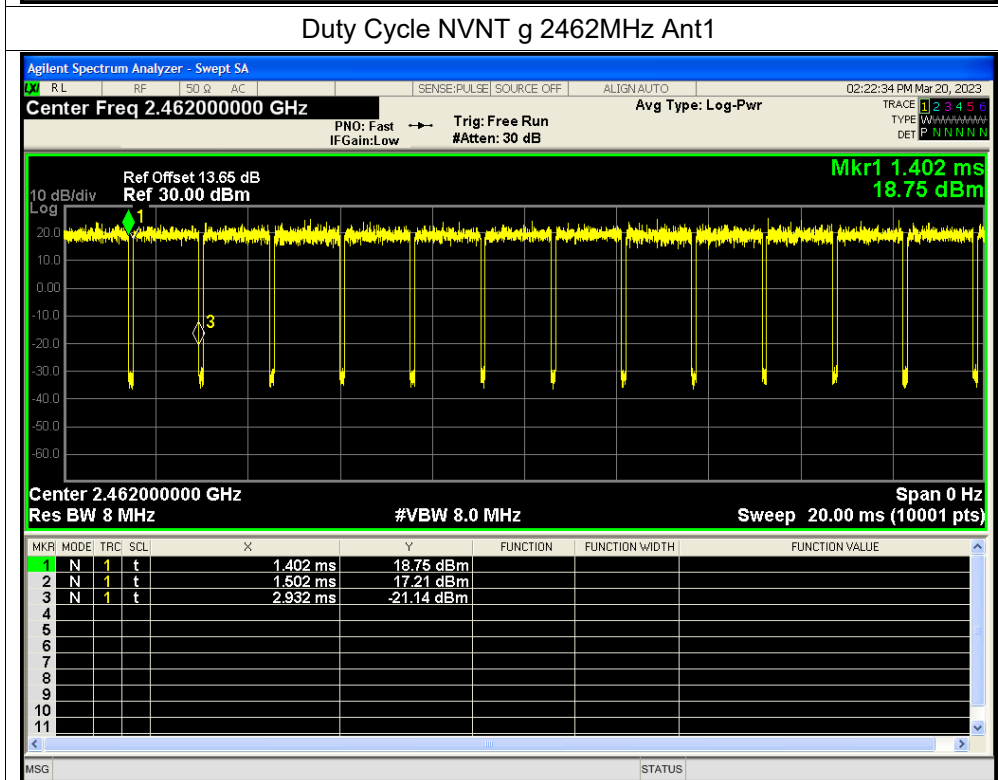 Duty Cycle NVNT g 2462MHz Ant1
Agilent Spectrum Analyzer - Swept SA
LXI RL RF 50 Ω AC SENSE:PULSE SOURCE OFF ALIGN AUTO 02:22:34 PM Mar 20, 2023
Center Freq 2.462000000 GHz
Avg Type: Log-Pwr
TRACE 1 2 3 4 5 6
PNO: Fast Trig: Free Run
TYPE WWWWWW
IFGain:Low #Atten: 30 dB
DET P N N N N N
Mkr1 1.402 ms
18.75 dBm
Ref Offset 13.65 dB
10 dB/div Ref 30.00 dBm
Log
1
20.0
10.0
0.00
-10.0
3
-20.0
-30.0
-40.0
-50.0
-60.0
Center 2.462000000 GHz Span 0 Hz
Res BW 8 MHz #VBW 8.0 MHz Sweep 20.00 ms (10001 pts)
MKR MODE TRC SCL X Y FUNCTION FUNCTION WIDTH FUNCTION VALUE
1 N 1 t 1.402 ms 18.75 dBm
2 N 1 t 1.502 ms 17.21 dBm
3 N 1 t 2.932 ms -21.14 dBm
4
5
6
7
8
9
10
11
MSG STATUS